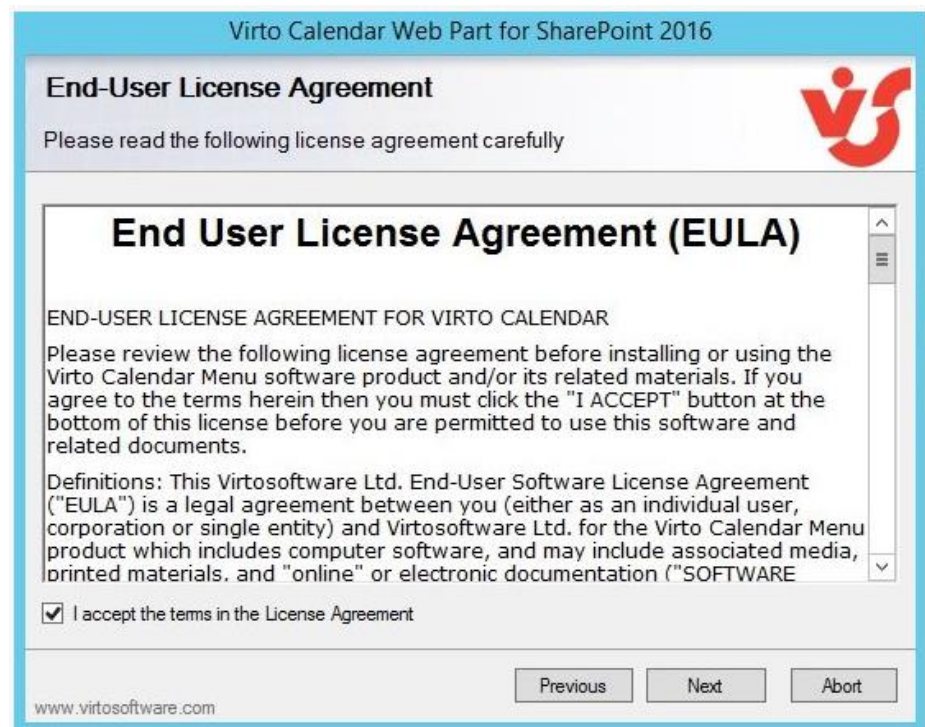 Virto Calendar Web Part for SharePoint 2016
End-User License Agreement
Please read the following license agreement carefully
End User License Agreement (EULA)
END-USER LICENSE AGREEMENT FOR VIRTO CALENDAR
Please review the following license agreement before installing or using the
Virto Calendar Menu software product and/or its related materials. If you
agree to the terms herein then you must click the "I ACCEPT" button at the
bottom of this license before you are permitted to use this software and
related documents.
Definitions: This Virtosoftware Ltd. End-User Software License Agreement
("EULA") is a legal agreement between you (either as an individual user,
corporation or single entity) and Virtosoftware Ltd. for the Virto Calendar Menu
product which includes computer software, and may include associated media,
printed materials, and "online" or electronic documentation ("SOFTWARE
I accept the terms in the License Agreement
Previous Next Abort
www.virtosoftware.com